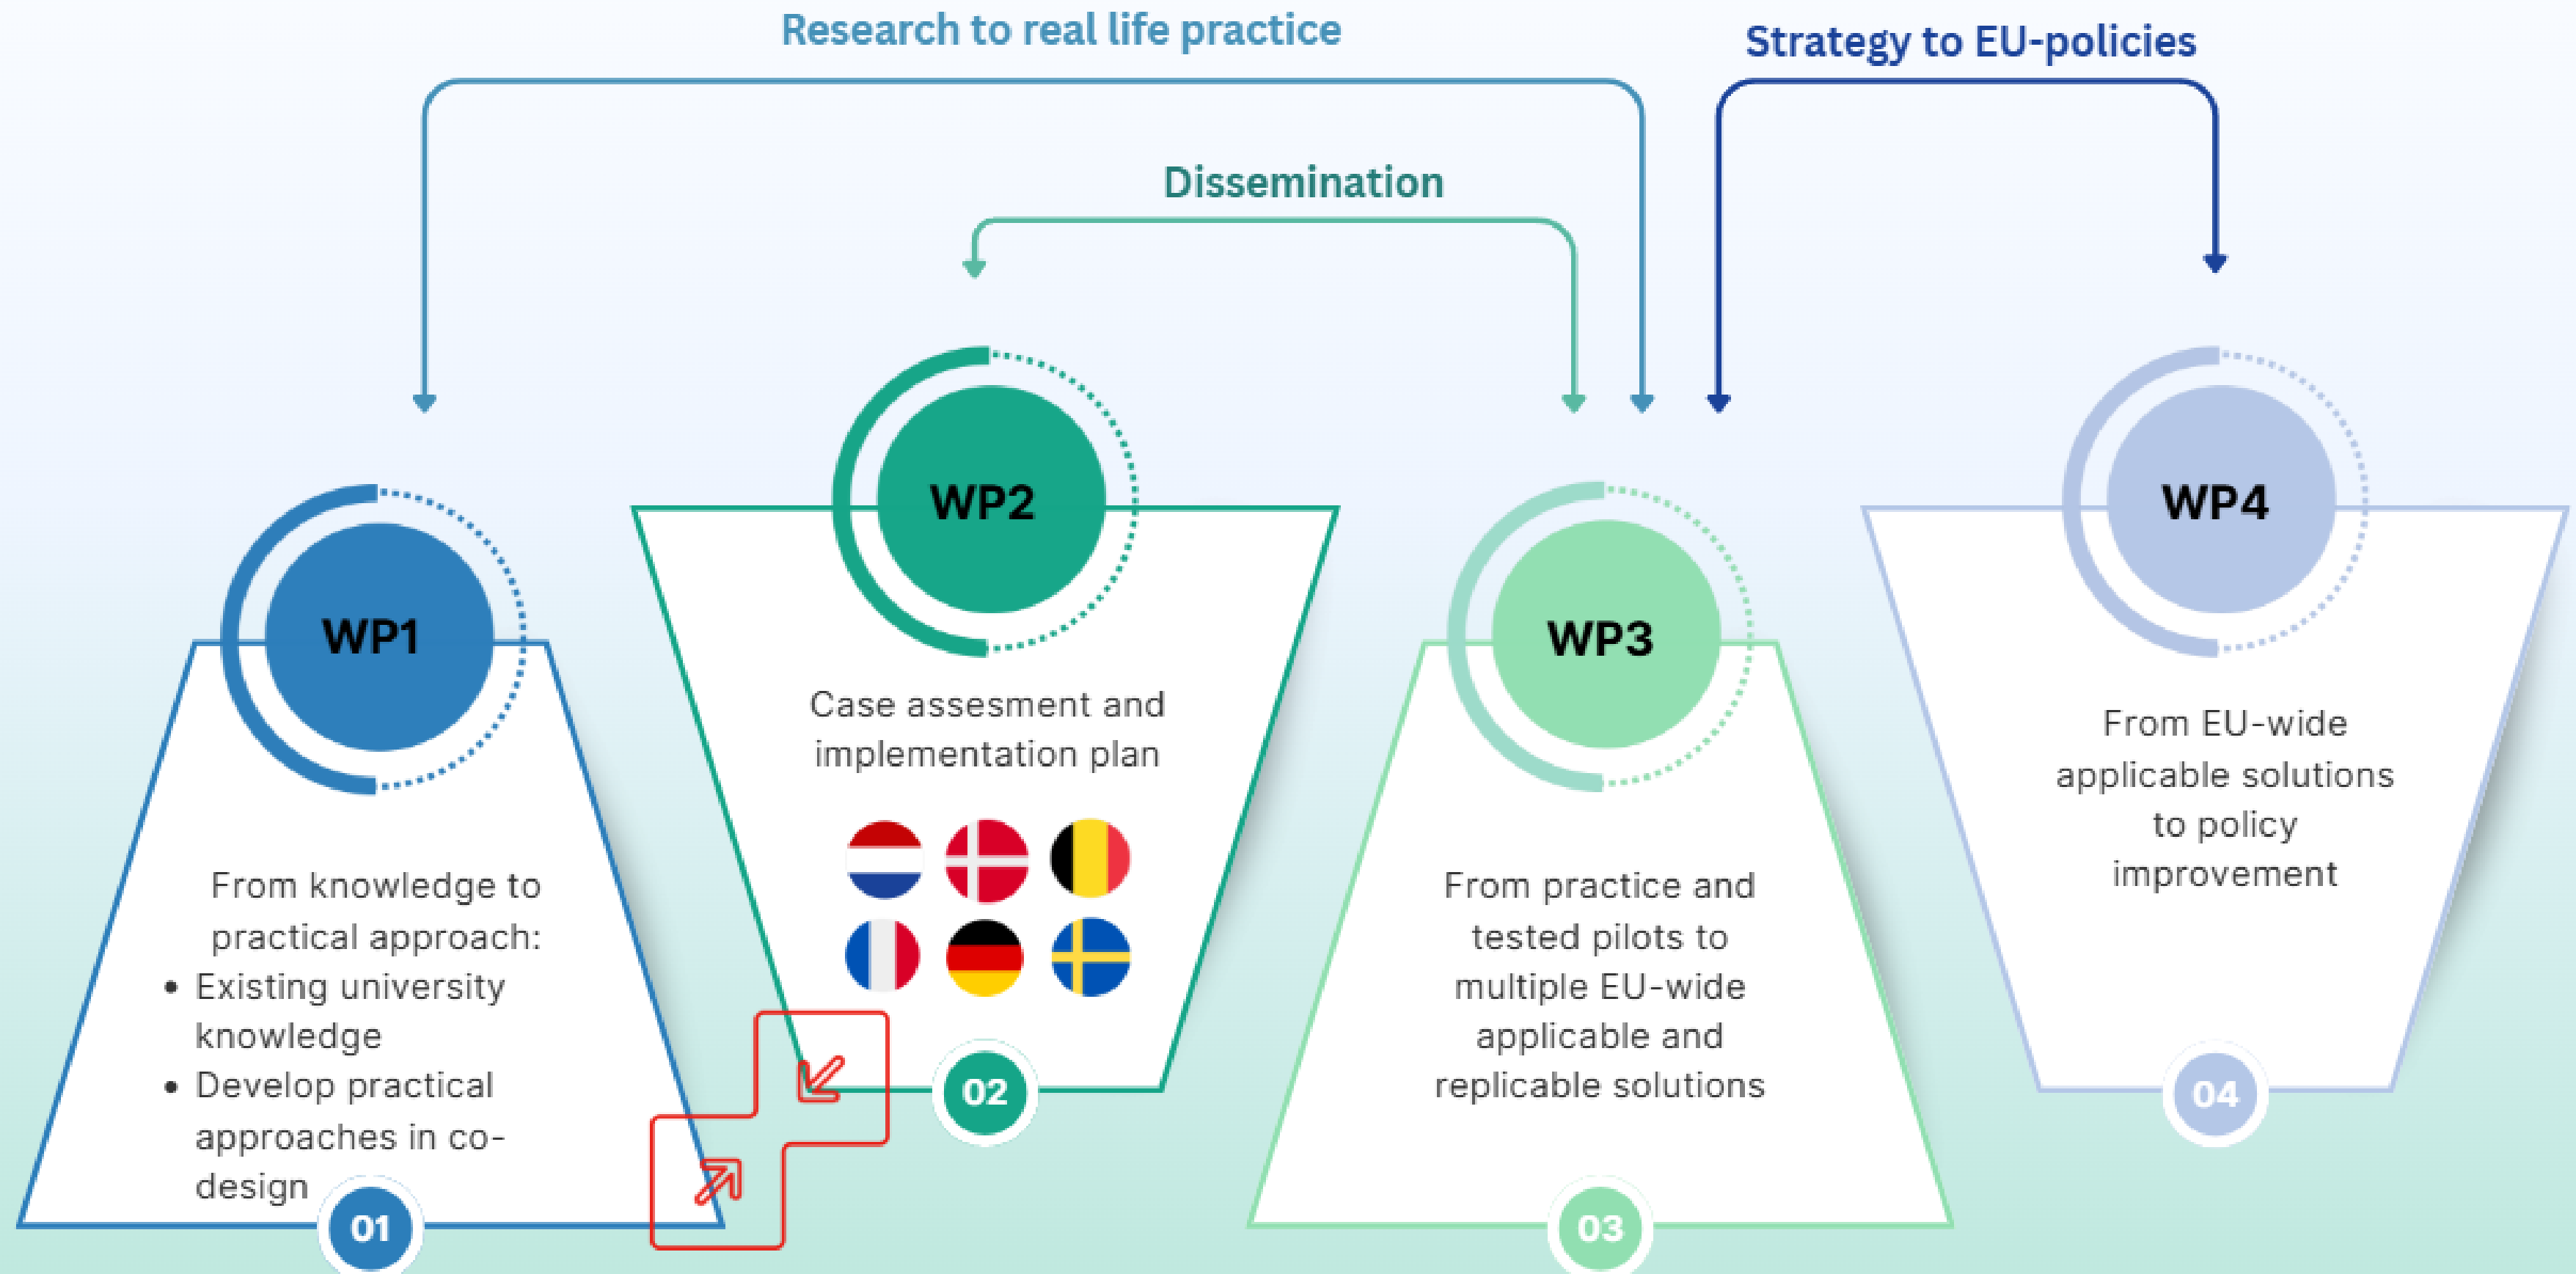 Research to real life practice
Strategy to EU-policies
Dissemination
WP1
From knowledge to
practical approach:
• Existing university
knowledge
• Develop practical
approaches in co-
design
01
WP2
Case assesment and
implementation plan
02
WP3
From practice and
tested pilots to
multiple EU-wide
applicable and
replicable solutions
03
WP4
From EU-wide
applicable solutions
to policy
improvement
04